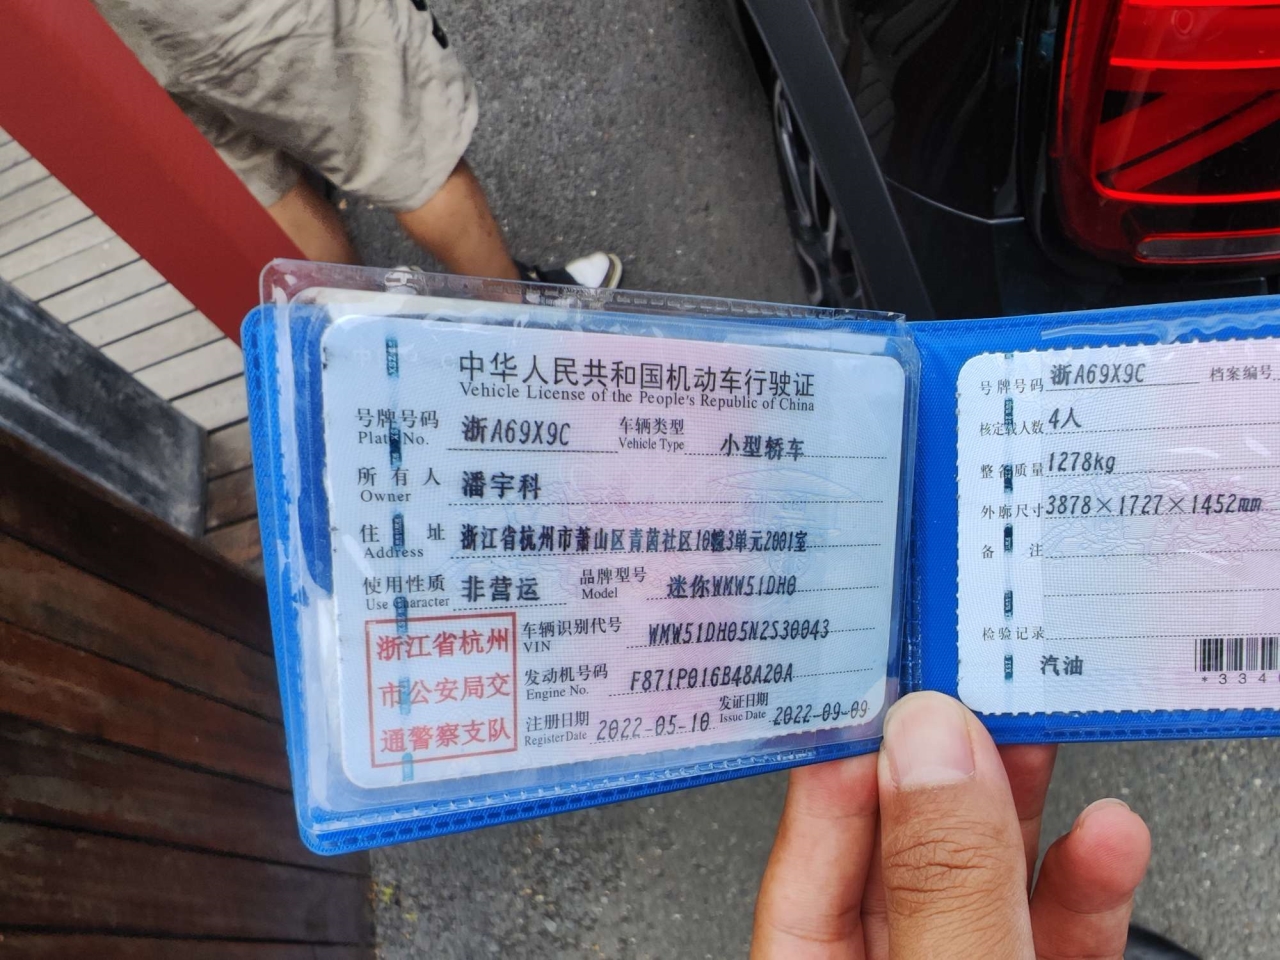 中华人民共和国机动车行驶证
Vehicle License of the People's Republic of China
号牌号码 浙A69X9C 车辆类型 小型轿车
Plate No. Vehicle Type
所有人 潘宇科
Owner
住址 浙江省杭州市萧山区青茵社区10幢3单元2001室
Address
使用性质 非营运 品牌型号 迷你WMW51DH0
Use Character Model
浙江省杭州
市公安局交
通警察支队
车辆识别代号 WMW51DH05N2S30043
VIN
发动机号码 F871P016B48A20A
Engine No.
注册日期 2022-05-10 发证日期 2022-09-09
Register Date Issue Date
号牌号码 浙A69X9C 档案编号
核定载人数 4人
整备质量 1278kg
外廓尺寸 3878×1727×1452mm
备注
检验记录
汽油
*334